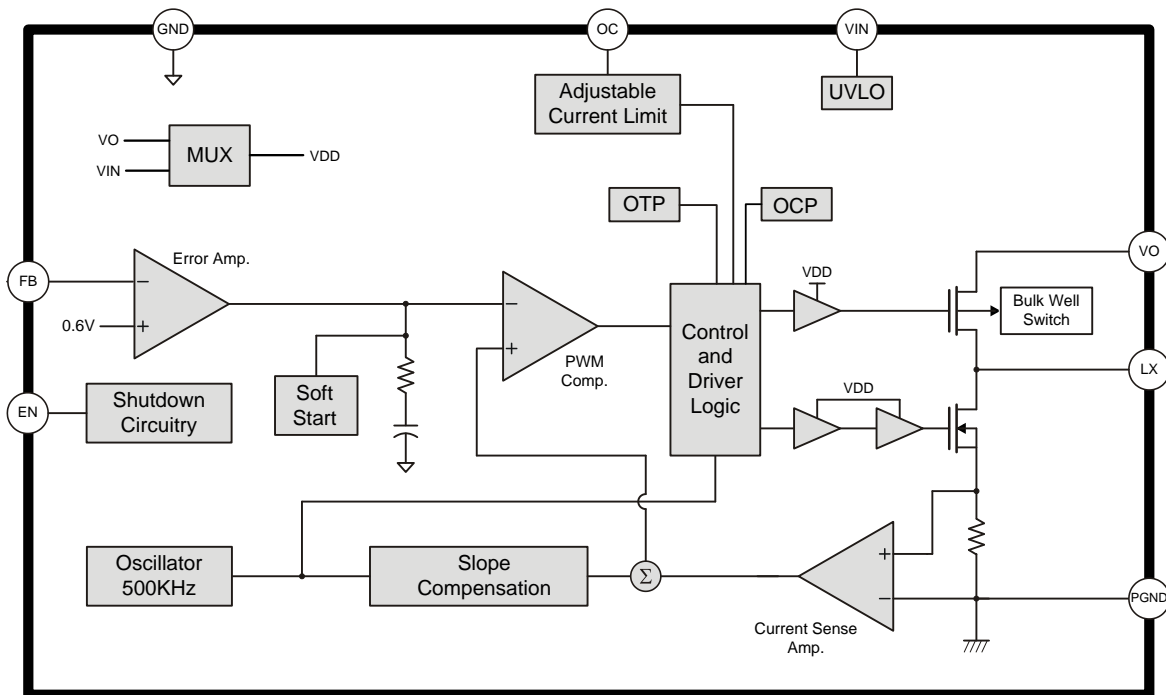 GND
OC
VIN
Adjustable
Current Limit
UVLO
VO
VIN
MUX
VDD
OTP
OCP
Error Amp.
FB
−
0.6V
+
−
+
PWM
Comp.
Control
and
Driver
Logic
VDD
VO
Bulk Well
Switch
LX
EN
Shutdown
Circuitry
Soft
Start
VDD
Oscillator
500KHz
Slope
Compensation
Σ
+
−
Current Sense
Amp.
PGND